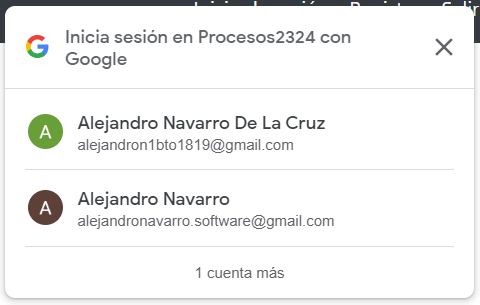 Inicia sesión en Procesos2324 con
Google
A
Alejandro Navarro De La Cruz
alejandron1bto1819@gmail.com
A
Alejandro Navarro
alejandronavarro.software@gmail.com
1 cuenta más